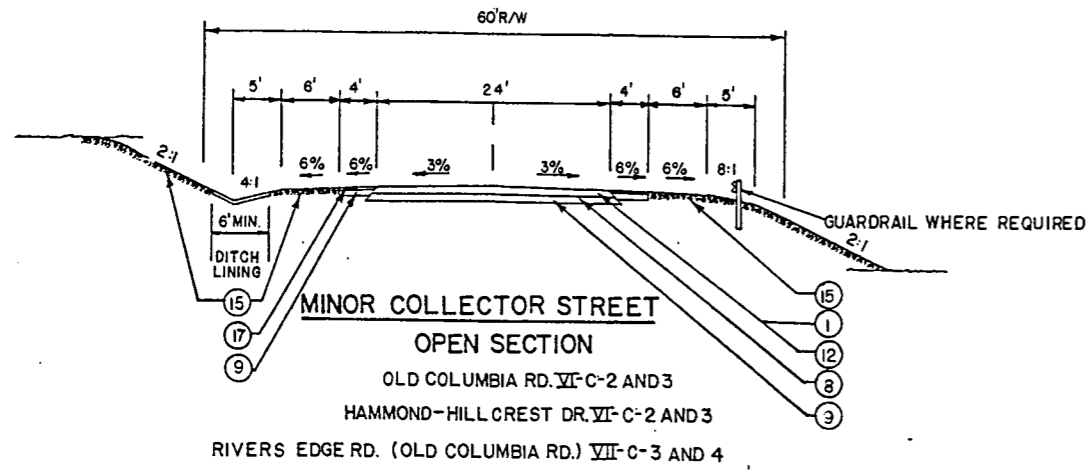 60' R/W
5' 6' 4' 24' 4' 6' 5'
2:1 4:1 6% 6% 3% 3% 6% 6% 8:1 2:1
GUARDRAIL WHERE REQUIRED
6' MIN.
DITCH
LINING
15
17
9
15
1
12
8
9
MINOR COLLECTOR STREET
OPEN SECTION
OLD COLUMBIA RD. VI-C-2 AND 3
HAMMOND-HILLCREST DR. VI-C-2 AND 3
RIVERS EDGE RD. (OLD COLUMBIA RD.) VII-C-3 AND 4